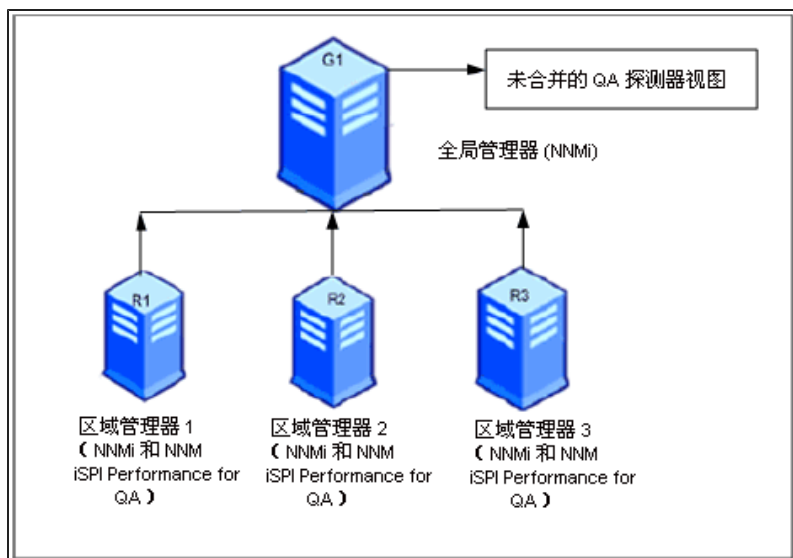 G1
未合并的 QA 探测器视图
全局管理器 (NNMi)
R1
R2
R3
区域管理器 1
（NNMi 和 NNM
iSPI Performance for
QA）
区域管理器 2
（NNMi 和 NNM
iSPI Performance for
QA）
区域管理器 3
（NNMi 和 NNM
iSPI Performance for
QA）